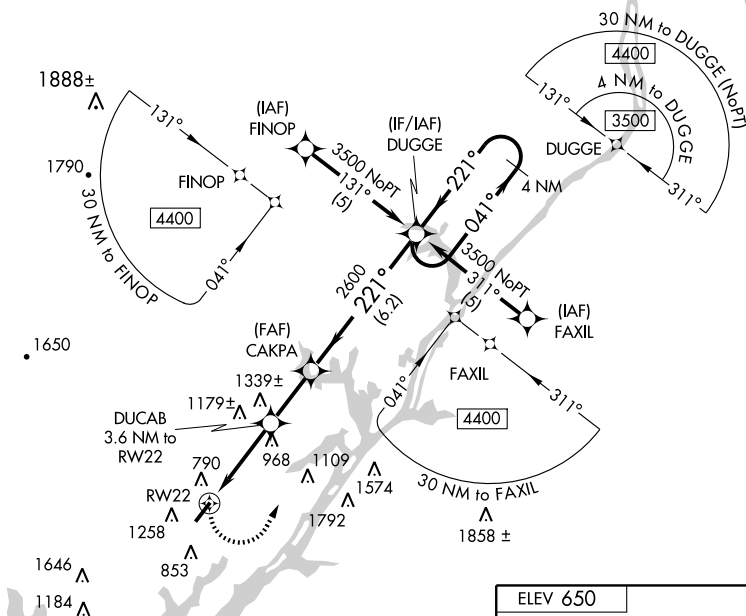 30 NM to DUGGE (NoPT)
4400
4 NM to DUGGE
3500
131°
DUGGE
311°
1888 ±
131°
(IAF)
FINOP
(IF/IAF)
DUGGE
3500 NoPT
131°
(5)
221°
041°
4 NM
1790
FINOP
4400
30 NM to FINOP
041°
3500 NoPT
311°
(5)
(IAF)
FAXIL
2600
221°
(6.2)
1650
(FAF)
CAKPA
FAXIL
041°
311°
4400
30 NM to FAXIL
1339 ±
1179 ±
DUCAB
3.6 NM to
RW22
968
1109
1574
790
RW22
1792
1258
1858 ±
853
1646
1184
ELEV 650